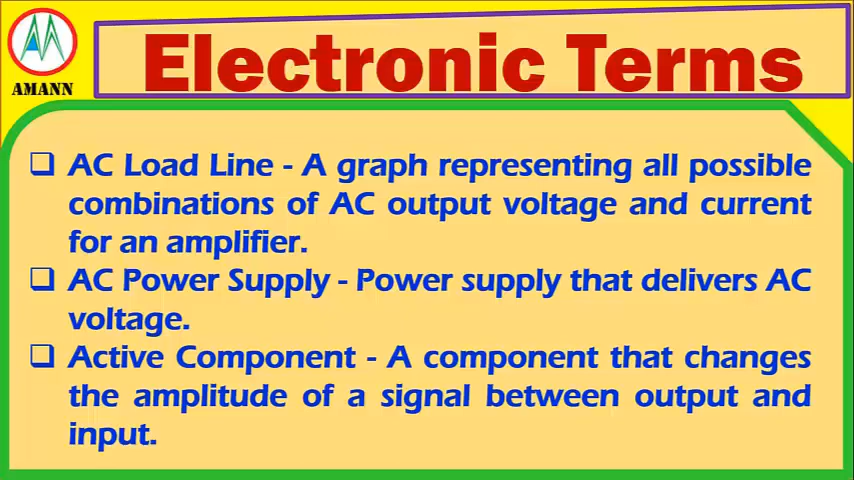 AMANN
Electronic Terms
❑ AC Load Line - A graph representing all possible
combinations of AC output voltage and current
for an amplifier.
❑ AC Power Supply - Power supply that delivers AC
voltage.
❑ Active Component - A component that changes
the amplitude of a signal between output and
input.